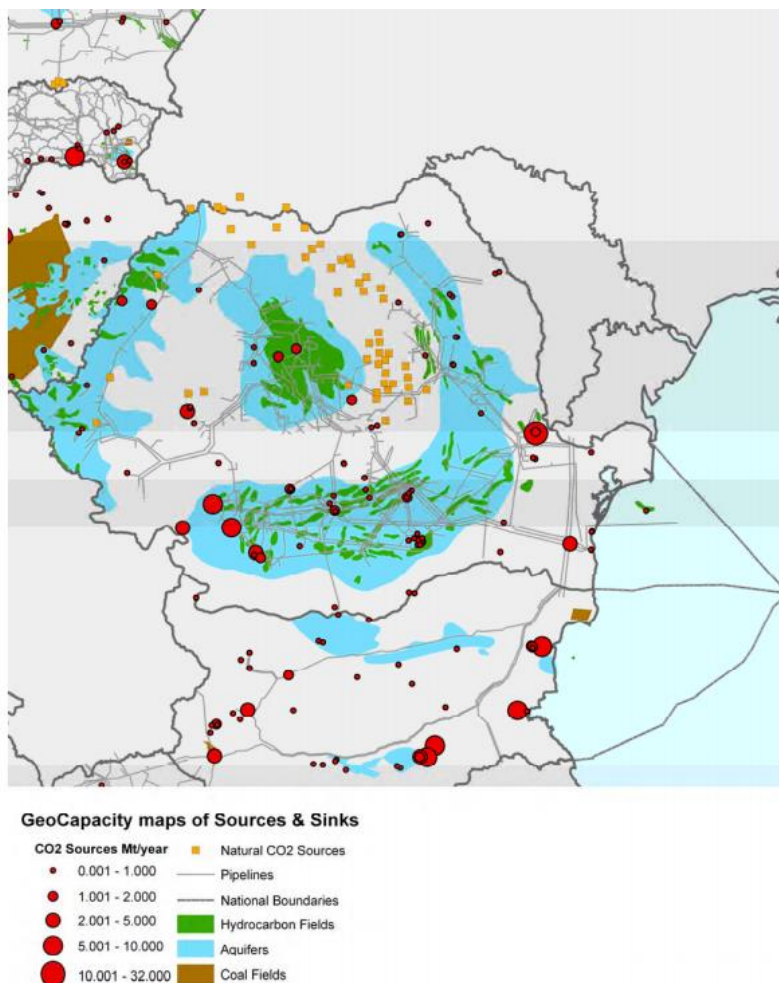 GeoCapacity maps of Sources & Sinks
CO2 Sources Mt/year
0.001 - 1.000
1.001 - 2.000
2.001 - 5.000
5.001 - 10.000
10.001 - 32.000
Natural CO2 Sources
Pipelines
National Boundaries
Hydrocarbon Fields
Aquifers
Coal Fields